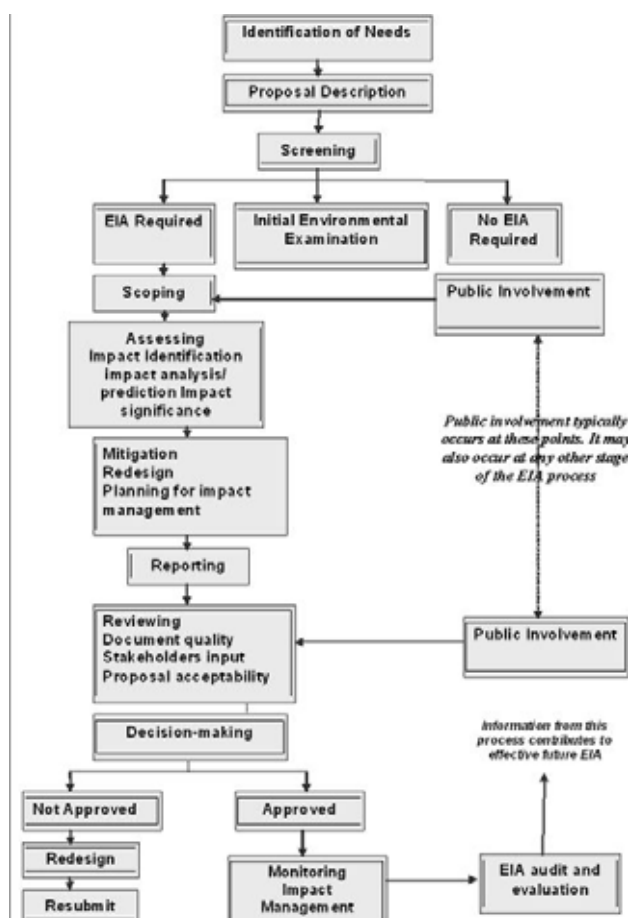 Identification of Needs
Proposal Description
Screening
EIA Required
Initial Environmental
Examination
No EIA
Required
Scoping
Public Involvement
Assessing
Impact Identification
impact analysis/
prediction Impact
significance
Public involvement typically
occurs at these points. It may
also occur at any other stage
of the EIA process
Mitigation
Redesign
Planning for impact
management
Reporting
Reviewing
Document quality
Stakeholders input
Proposal acceptability
Public Involvement
Decision-making
Information from this
process contributes to
effective future EIA
Not Approved
Approved
Redesign
Monitoring
Impact
Management
EIA audit and
evaluation
Resubmit